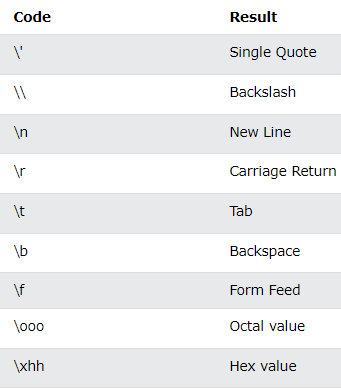 Code Result
\' Single Quote
\\ Backslash
\n New Line
\r Carriage Return
\t Tab
\b Backspace
\f Form Feed
\ooo Octal value
\xhh Hex value